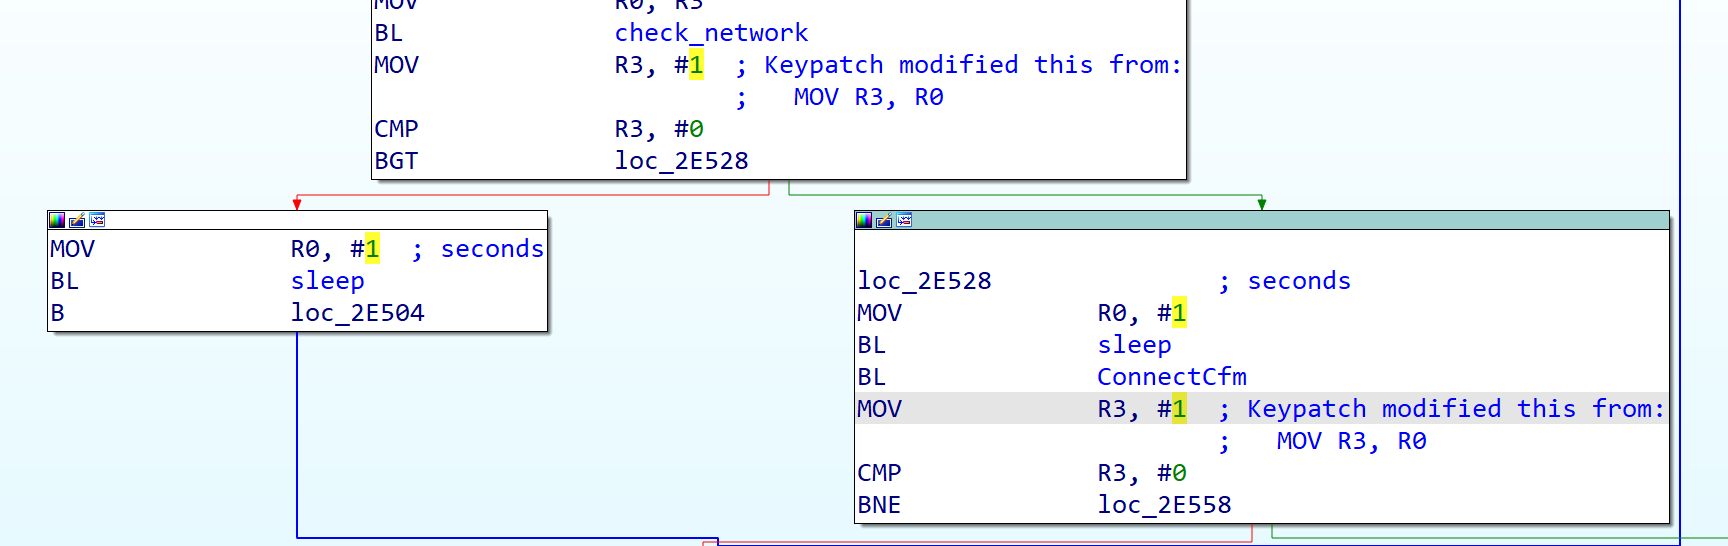 MOV R0, R3
BL check_network
MOV R3, #1 ; Keypatch modified this from:
; MOV R3, R0
CMP R3, #0
BGT loc_2E528
MOV R0, #1 ; seconds
BL sleep
B loc_2E504
loc_2E528 ; seconds
MOV R0, #1
BL sleep
BL ConnectCfm
MOV R3, #1 ; Keypatch modified this from:
; MOV R3, R0
CMP R3, #0
BNE loc_2E558